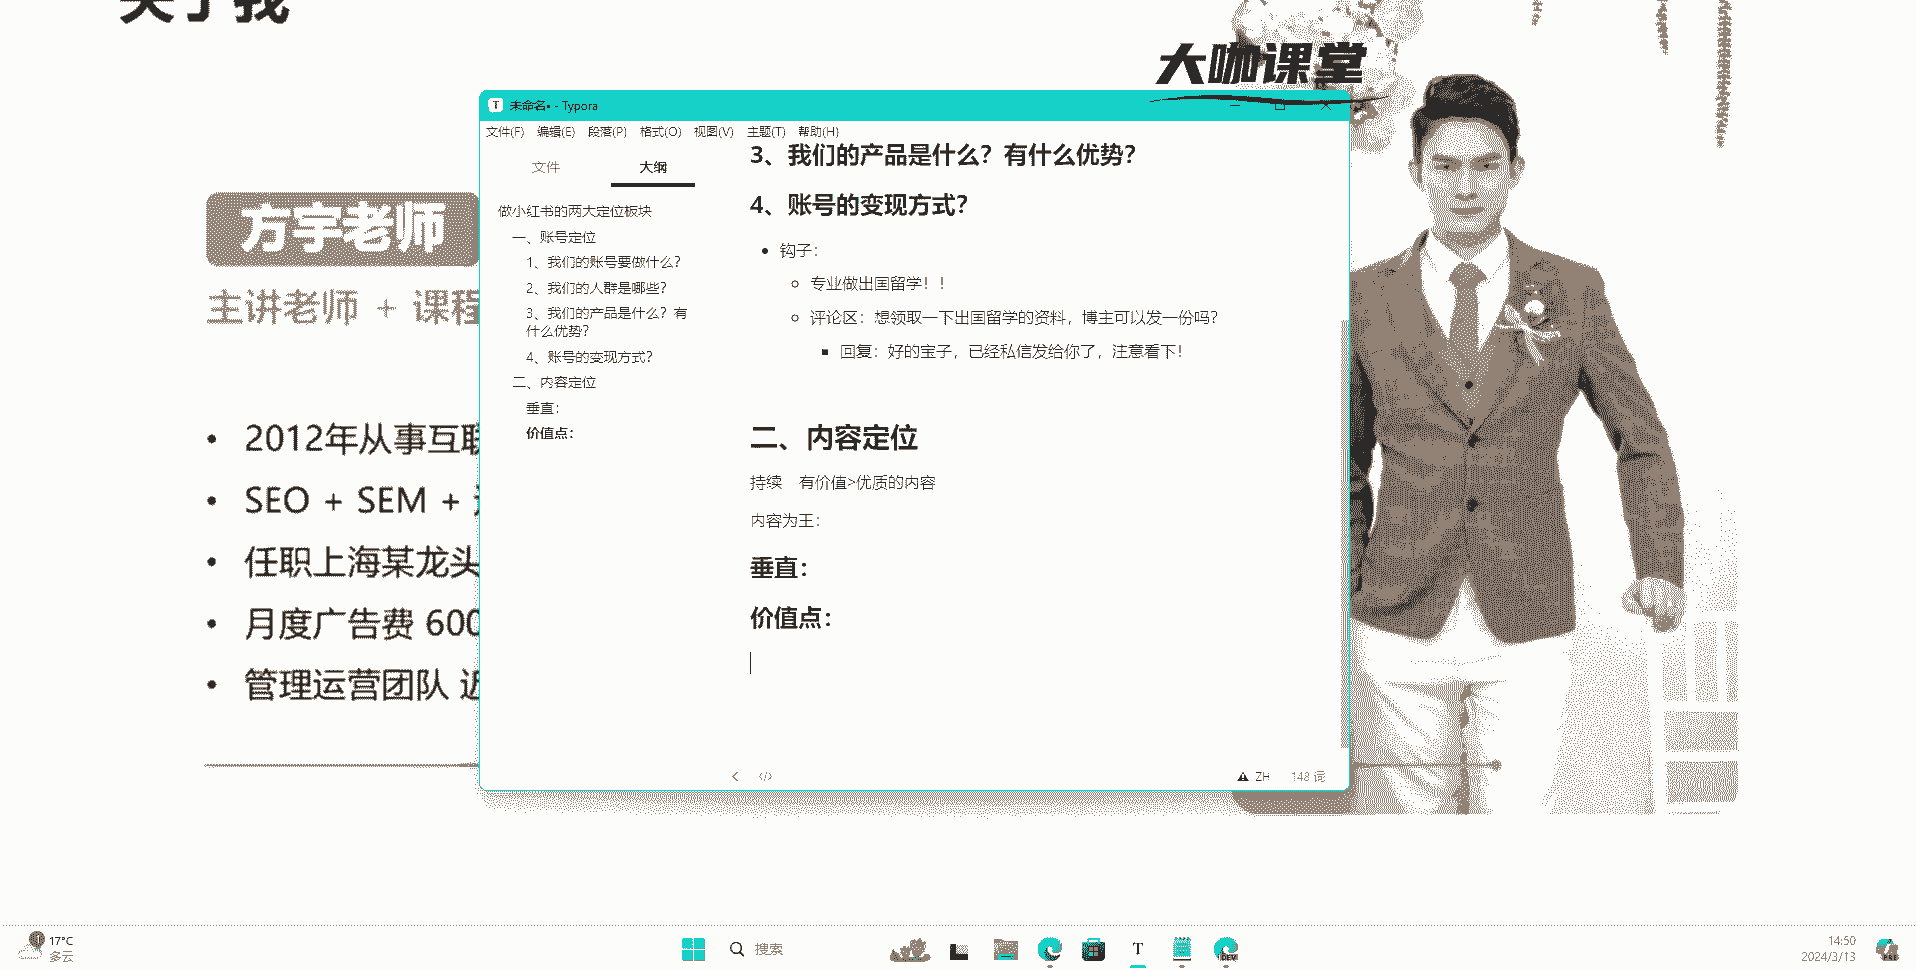 关于我
大咖课堂
方宇老师
主讲老师 + 课程
2012年从事互联
SEO + SEM +
任职上海某龙头
月度广告费 600
管理运营团队 近
未命名• - Typora
文件(F) 编辑(E) 段落(P) 格式(O) 视图(V) 主题(T) 帮助(H)
文件 大纲
做小红书的两大定位板块
一、账号定位
1、我们的账号要做什么？
2、我们的人群是哪些？
3、我们的产品是什么？有
什么优势？
4、账号的变现方式？
二、内容定位
垂直：
价值点：
3、我们的产品是什么？有什么优势？
4、账号的变现方式？
钩子：
专业做出国留学！！
评论区：想领取一下出国留学的资料，博主可以发一份吗？
回复：好的宝子，已经私信发给你了，注意看下！
二、内容定位
持续 有价值>优质的内容
内容为王：
垂直：
价值点：
ZH 148 词
1
17°C
多云
搜索
T
DEV
14:50
2024/3/13
PRE